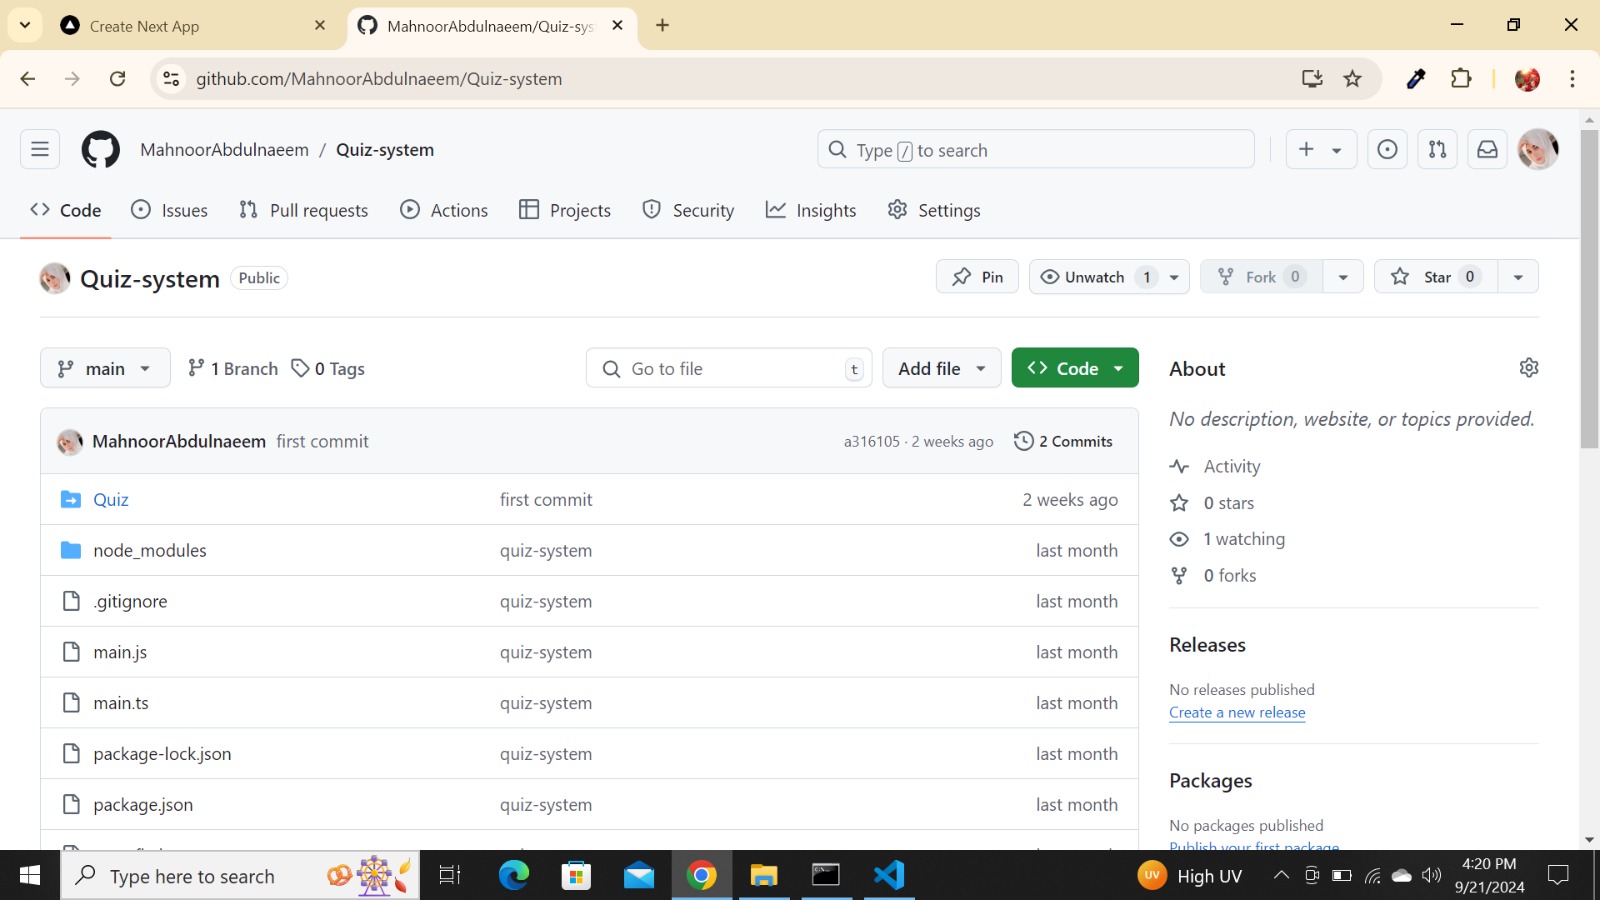 Create Next App
MahnoorAbdulnaeem/Quiz-sys
github.com/MahnoorAbdulnaeem/Quiz-system
MahnoorAbdulnaeem / Quiz-system
Type / to search
Code
Issues
Pull requests
Actions
Projects
Security
Insights
Settings
Quiz-system Public
Pin
Unwatch 1
Fork 0
Star 0
main
1 Branch
0 Tags
Go to file t
Add file
Code
MahnoorAbdulnaeem first commit a316105 · 2 weeks ago 2 Commits
Quiz first commit 2 weeks ago
node_modules quiz-system last month
.gitignore quiz-system last month
main.js quiz-system last month
main.ts quiz-system last month
package-lock.json quiz-system last month
package.json quiz-system last month
About
No description, website, or topics provided.
Activity
0 stars
1 watching
0 forks
Releases
No releases published
Create a new release
Packages
No packages published
Publish your first package
Type here to search
UV
High UV
4:20 PM
9/21/2024